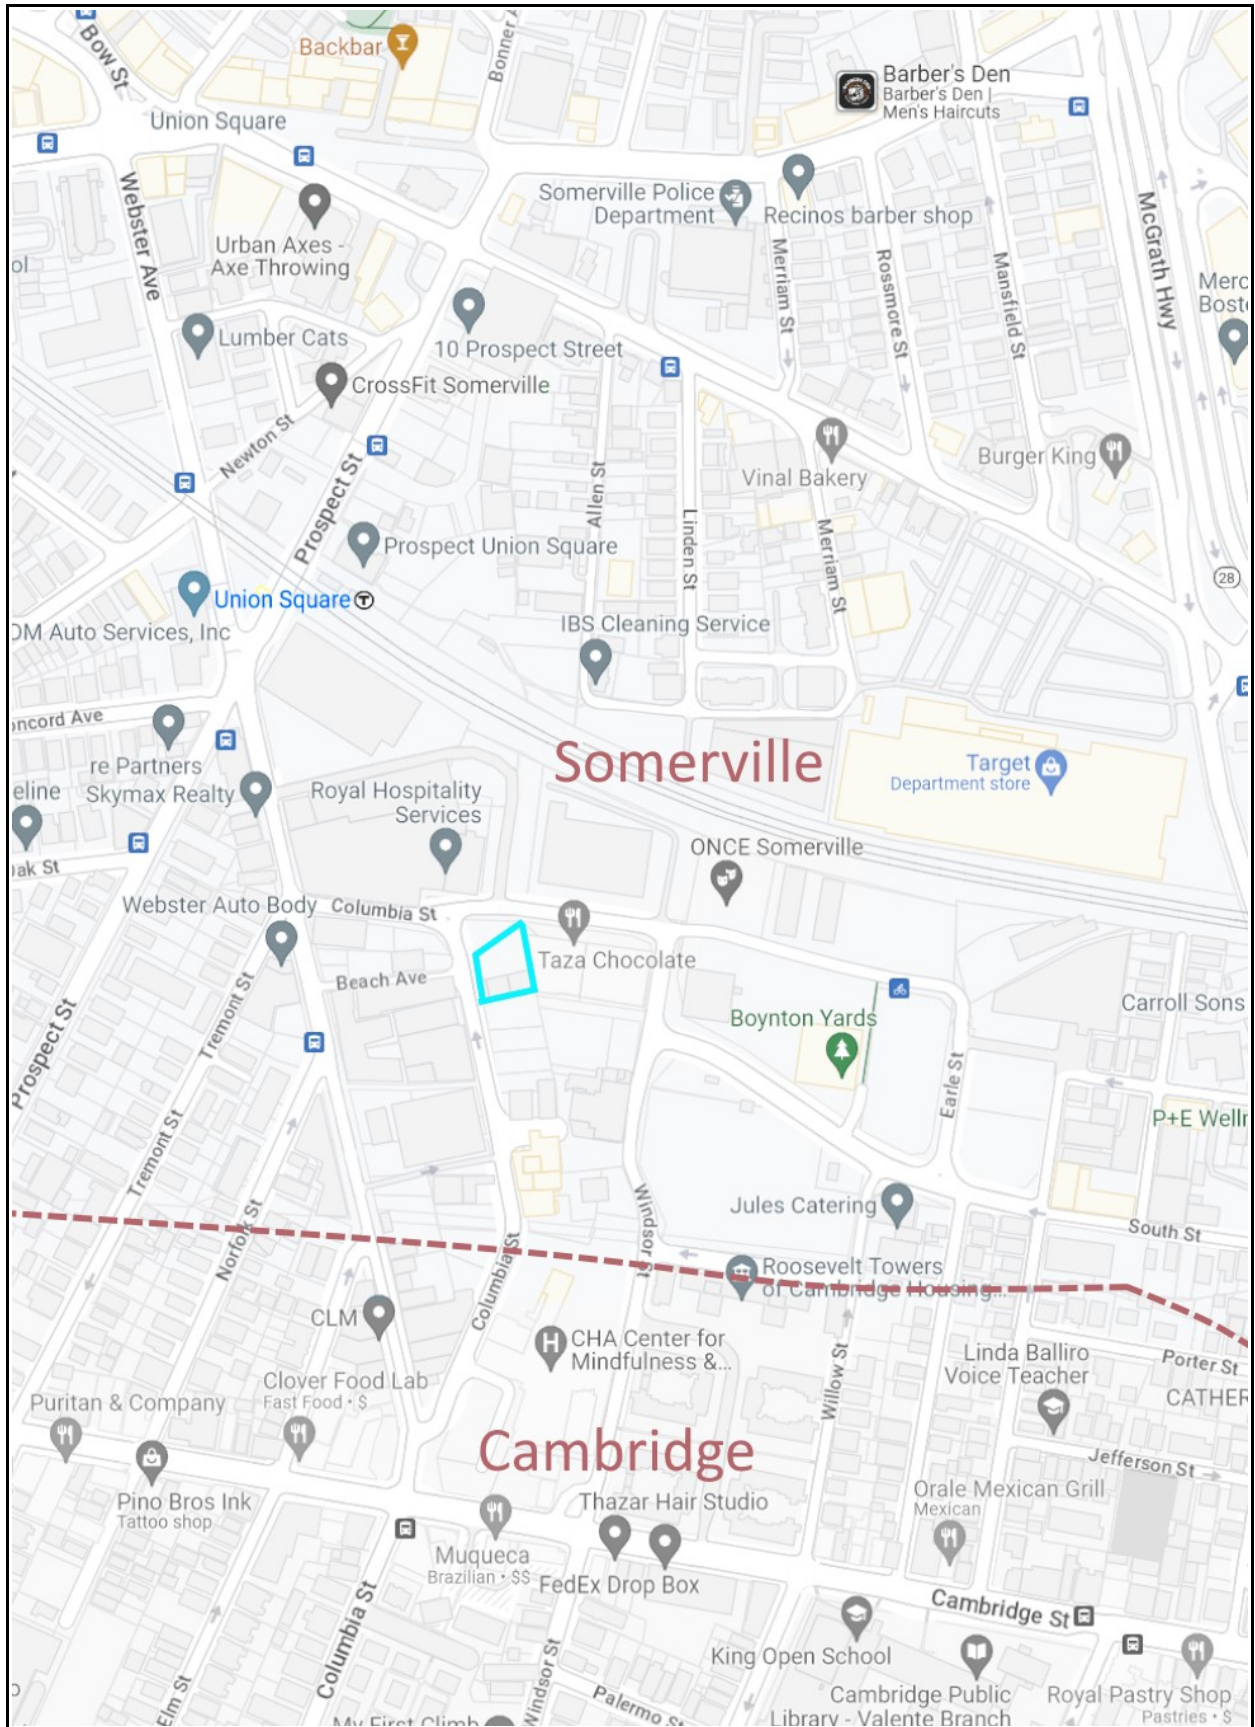 Bow St
Backbar
Bonner A
Barber's Den
Barber's Den |
Men's Haircuts
Union Square
Webster Ave
Somerville Police
Department
Recinos barber shop
Urban Axes -
Axe Throwing
ol
McGrath Hwy
Merriam St
Rossmore St
Mansfield St
Merc
Bost
Lumber Cats
10 Prospect Street
CrossFit Somerville
Newton St
Prospect St
Allen St
Linden St
Vinal Bakery
Burger King
Merriam St
Prospect Union Square
28
Union Square T
OM Auto Services, Inc
IBS Cleaning Service
oncord Ave
Somerville
re Partners
Skymax Realty
eline
Royal Hospitality
Services
Target
Department store
ONCE Somerville
Oak St
Webster Auto Body
Columbia St
Taza Chocolate
Beach Ave
Tremont St
Prospect St
Boynton Yards
Carroll Sons
Earle St
P+E Wellr
Tremont St
Norfolk St
Windsor St
Columbia St
Jules Catering
South St
Roosevelt Towers
of Cambridge Housing...
CLM
H
CHA Center for
Mindfulness &...
Willow St
Linda Balliro
Voice Teacher
Porter St
CATHER
Clover Food Lab
Fast Food • $
Puritan & Company
Cambridge
Jefferson St
Pino Bros Ink
Tattoo shop
Thazar Hair Studio
Orale Mexican Grill
Mexican
Muqueca
Brazilian • $$
FedEx Drop Box
Cambridge St
Columbia St
King Open School
Elm St
Windsor St
Palermo St
Cambridge Public
Library - Valente Branch
Royal Pastry Shop
Pastries • $
My First Climb